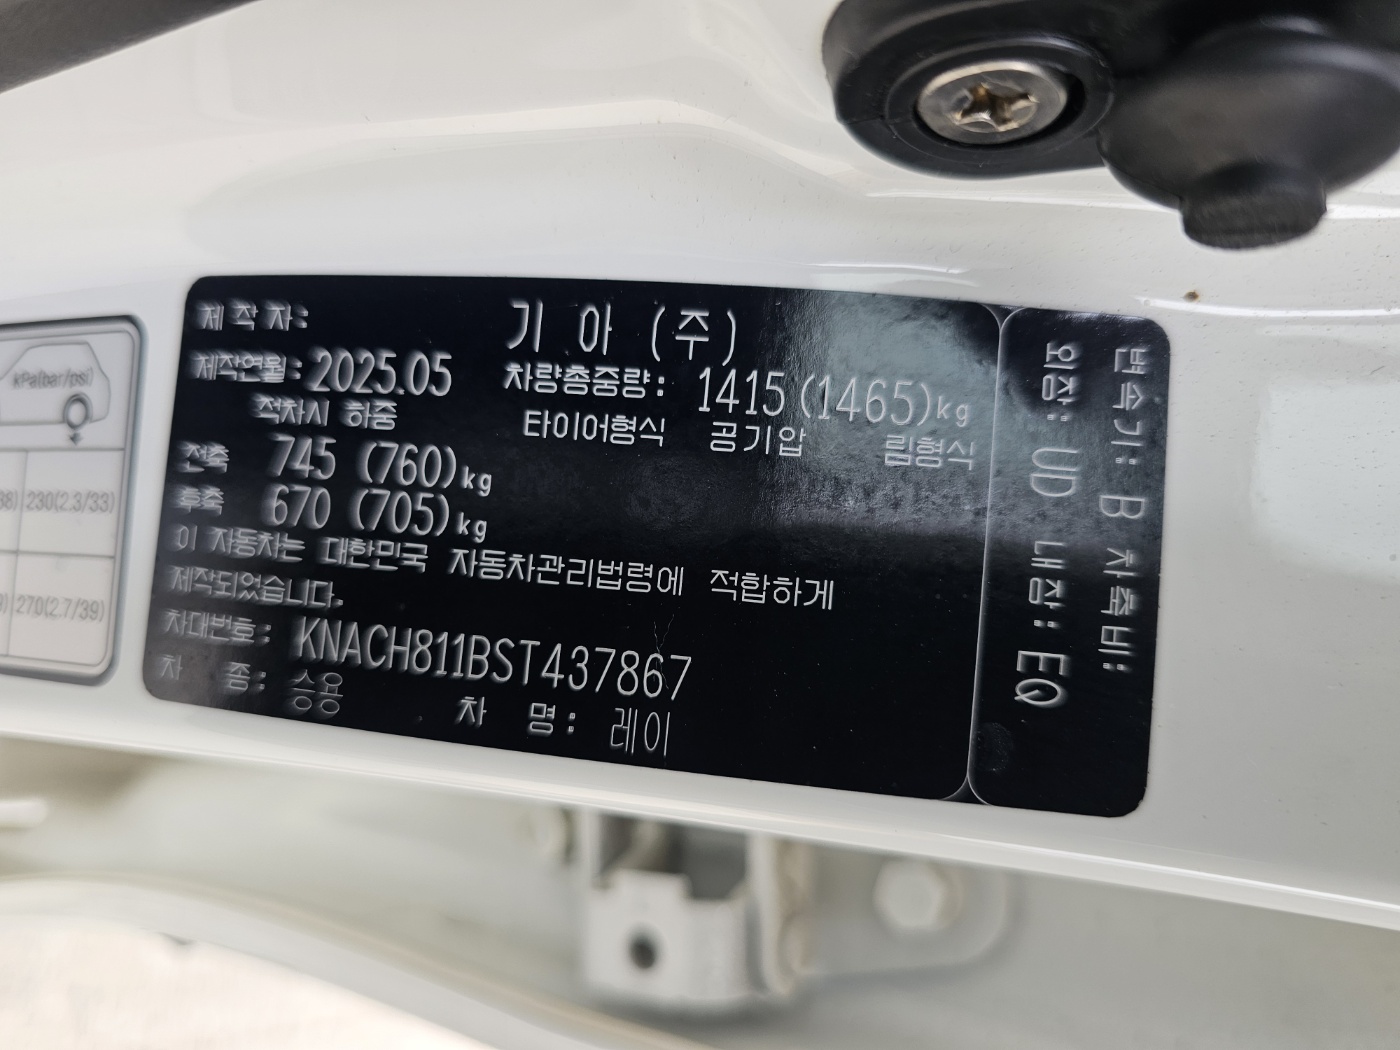 제 작 자: 기 아 (주)
제작연월: 2025.05 차량총중량: 1415 (1465)kg
적차시 하중 타이어형식 공기압 림형식
전축 745 (760)kg
후축 670 (705)kg
이 자동차는 대한민국 자동차관리법령에 적합하게
제작되었습니다.
차대번호: KNACH811BST437867
차 종: 승용 차 명: 레이
변속기: B 차축비:
외장: UD 내장: EQ
kPa(bar/psi)
230(2.3/33)
270(2.7/39)